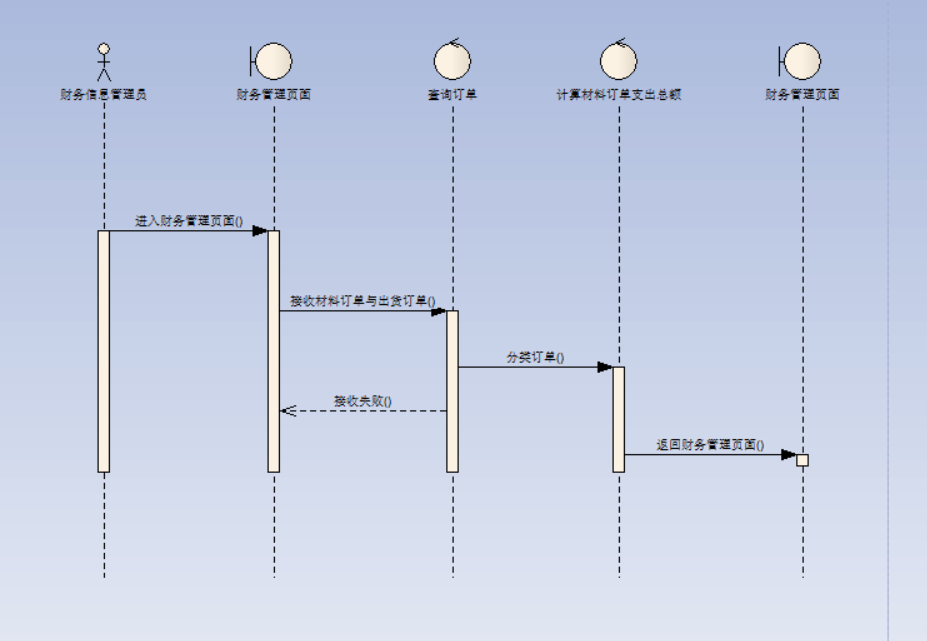 财务信息管理员
财务管理页面
查询订单
计算材料订单支出总额
财务管理页面
进入财务管理页面()
接收材料订单与出货订单()
分类订单()
接收失败()
返回财务管理页面()